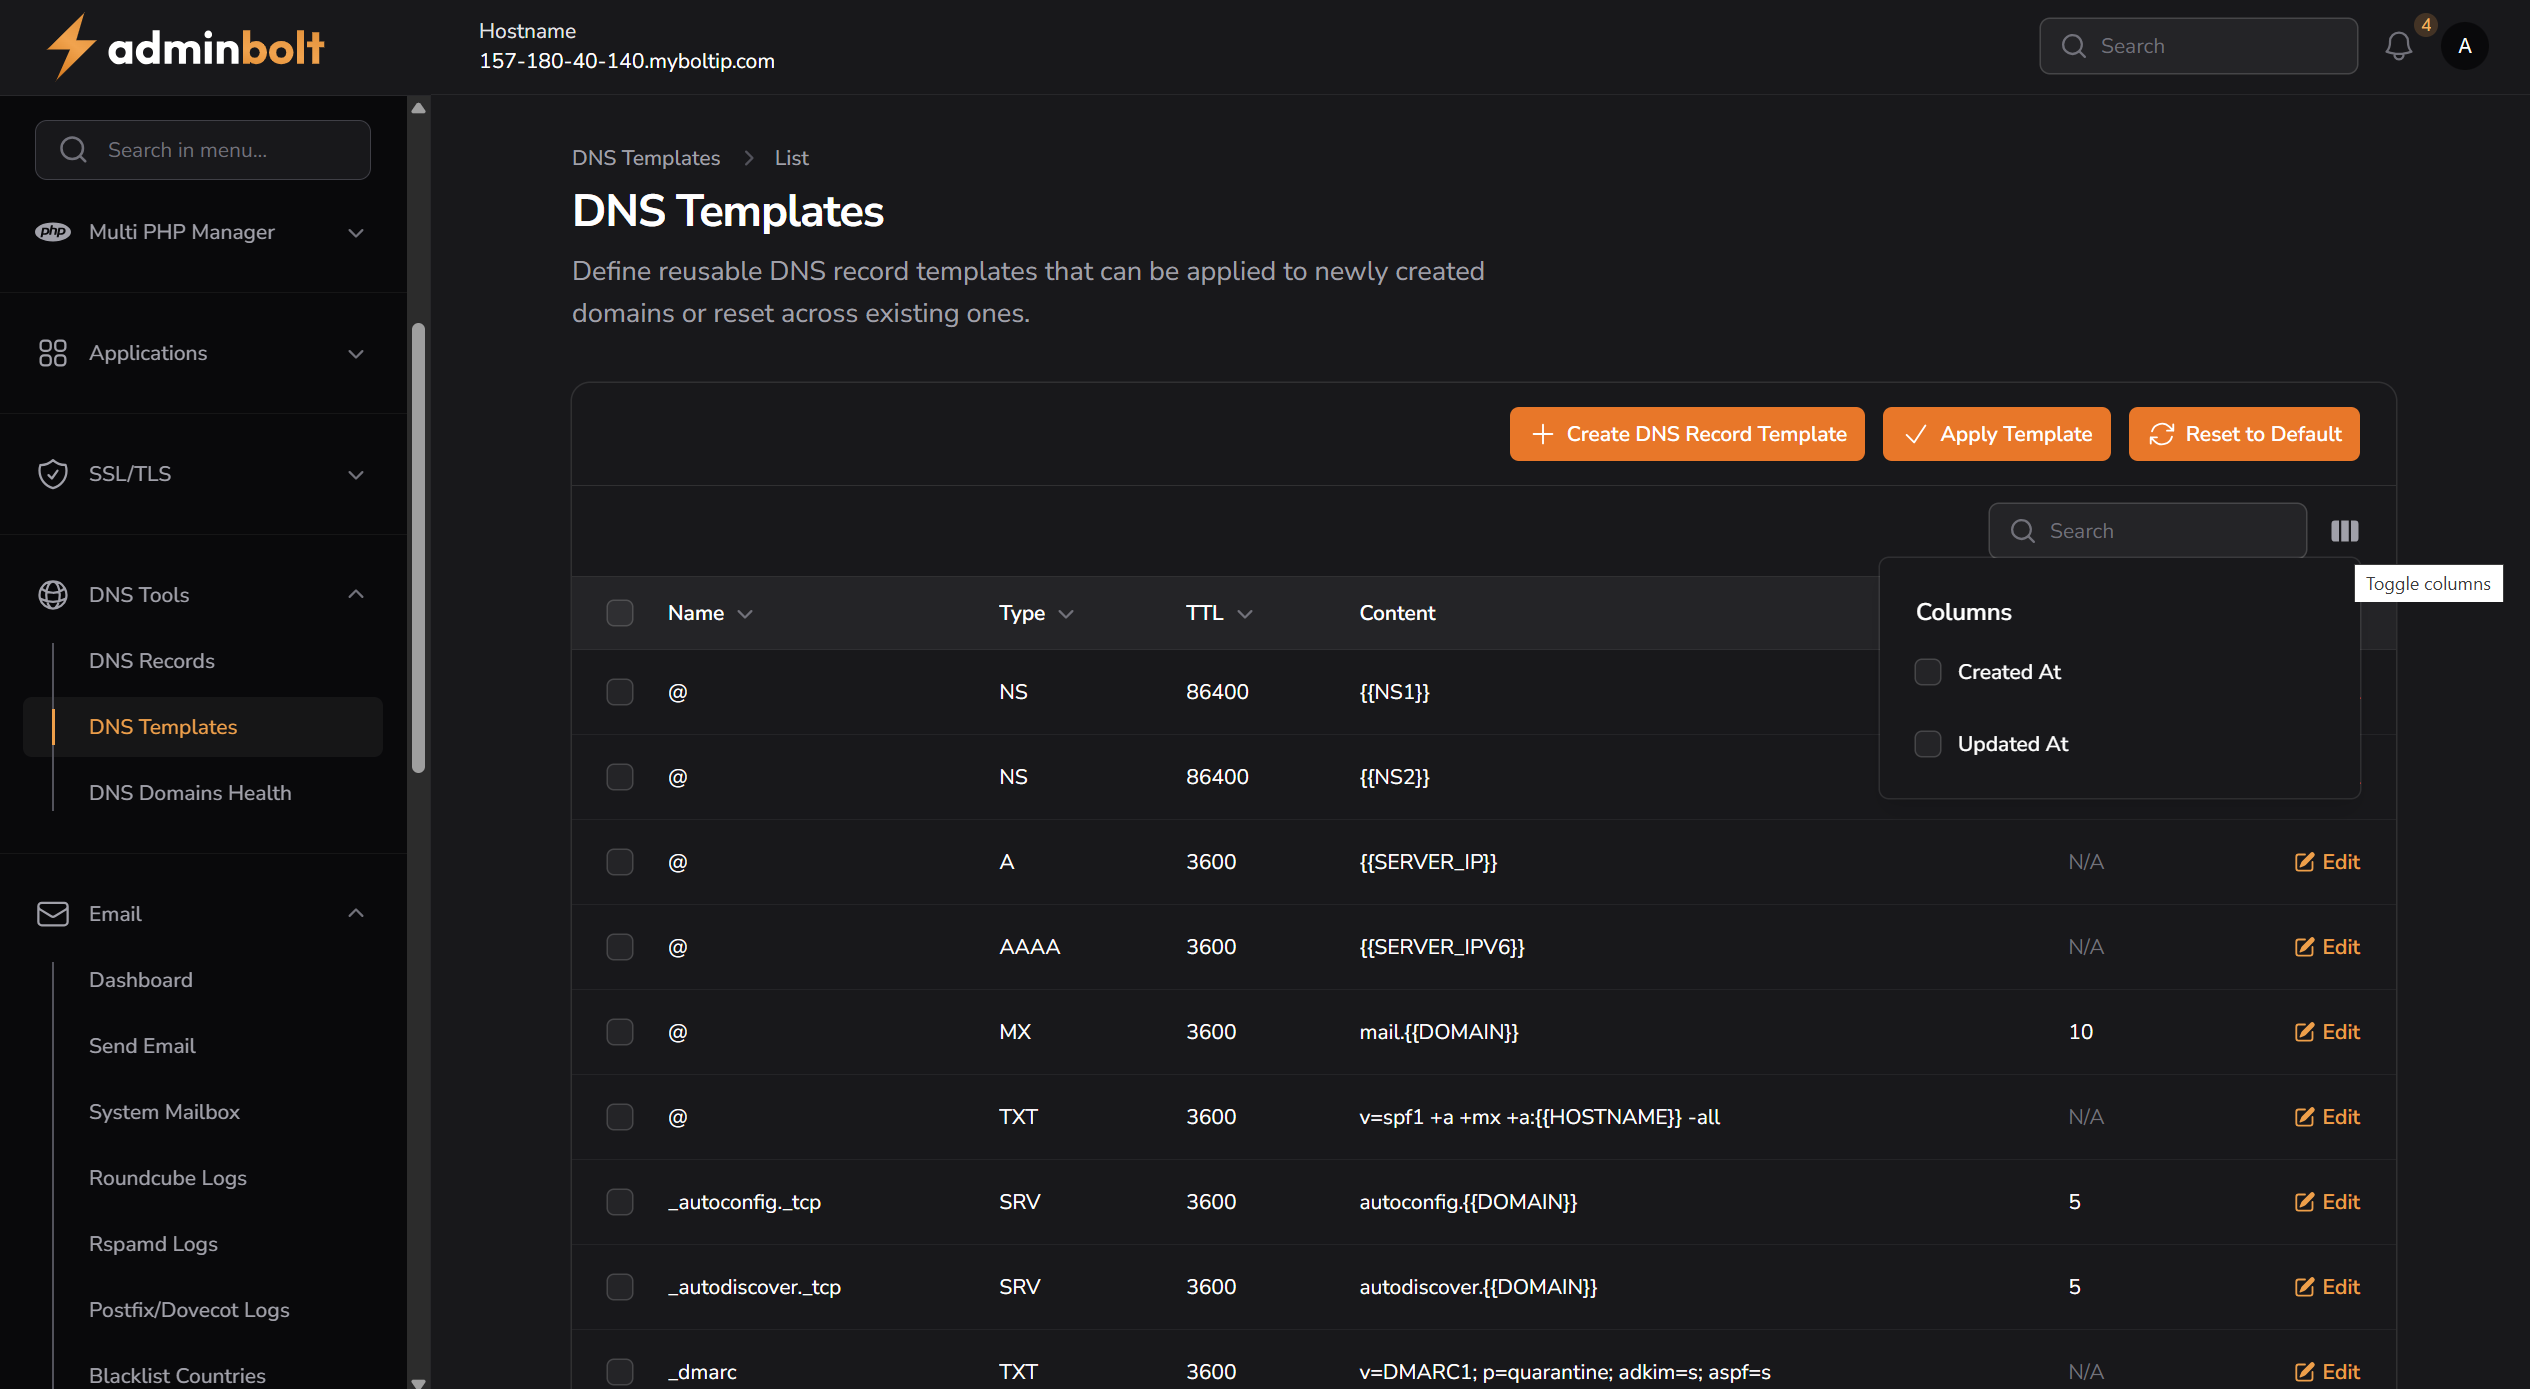 adminbolt
Hostname
157-180-40-140.myboltip.com
Search
4
A
Search in menu...
php
Multi PHP Manager
Applications
SSL/TLS
DNS Tools
DNS Records
DNS Templates
DNS Domains Health
Email
Dashboard
Send Email
System Mailbox
Roundcube Logs
Rspamd Logs
Postfix/Dovecot Logs
Blacklist Countries
DNS Templates > List
DNS Templates
Define reusable DNS record templates that can be applied to newly created
domains or reset across existing ones.
Create DNS Record Template Apply Template Reset to Default
Search
Toggle columns
Columns
Created At
Updated At
Name Type TTL Content
@ NS 86400 {{NS1}}
@ NS 86400 {{NS2}}
@ A 3600 {{SERVER_IP}} N/A Edit
@ AAAA 3600 {{SERVER_IPV6}} N/A Edit
@ MX 3600 mail.{{DOMAIN}} 10 Edit
@ TXT 3600 v=spf1 +a +mx +a:{{HOSTNAME}} -all N/A Edit
_autoconfig._tcp SRV 3600 autoconfig.{{DOMAIN}} 5 Edit
_autodiscover._tcp SRV 3600 autodiscover.{{DOMAIN}} 5 Edit
_dmarc TXT 3600 v=DMARC1; p=quarantine; adkim=s; aspf=s N/A Edit